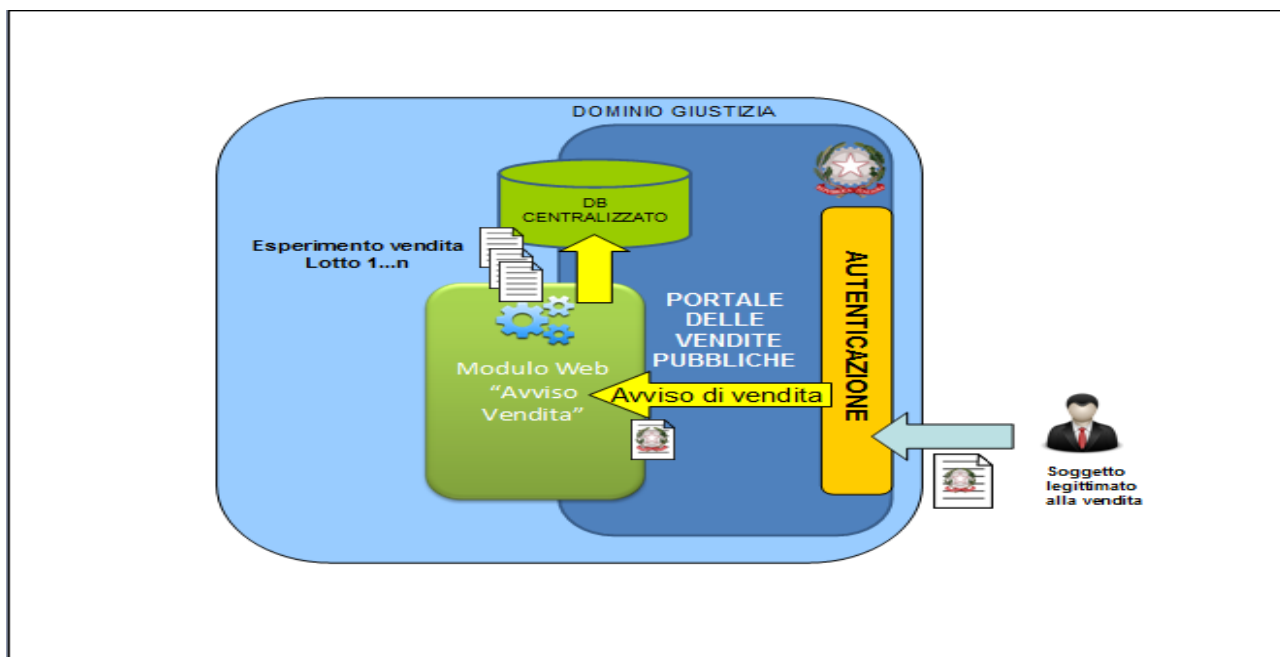 DOMINIO GIUSTIZIA
DB
CENTRALIZZATO
Esperimento vendita
Lotto 1...n
PORTALE
DELLE
VENDITE
PUBBLICHE
AUTENTICAZIONE
Modulo Web
“Avviso
Vendita”
Avviso di vendita
Soggetto
legittimato
alla vendita